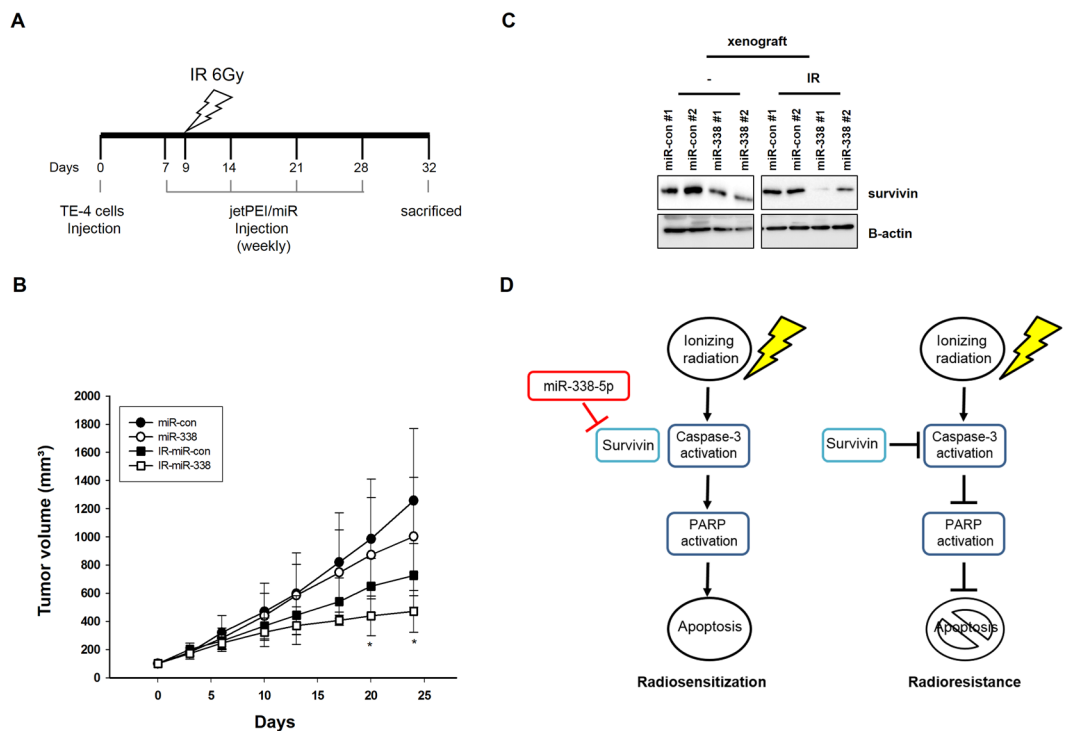 A
IR 6Gy
Days
0 7 9 14 21 28 32
TE-4 cells
Injection
jetPEI/miR
Injection
(weekly)
sacrificed
B
Tumor volume (mm³)
2000
1800
1600
1400
1200
1000
800
600
400
200
0
miR-con
miR-338
IR-miR-con
IR-miR-338
* *
0 5 10 15 20 25
Days
C
xenograft
- IR
miR-con #1
miR-con #2
miR-338 #1
miR-338 #2
miR-con #1
miR-con #2
miR-338 #1
miR-338 #2
survivin
B-actin
D
Ionizing
radiation
miR-338-5p
Survivin
Caspase-3
activation
PARP
activation
Apoptosis
Radiosensitization
Ionizing
radiation
Survivin
Caspase-3
activation
PARP
activation
Apoptosis
Radioresistance